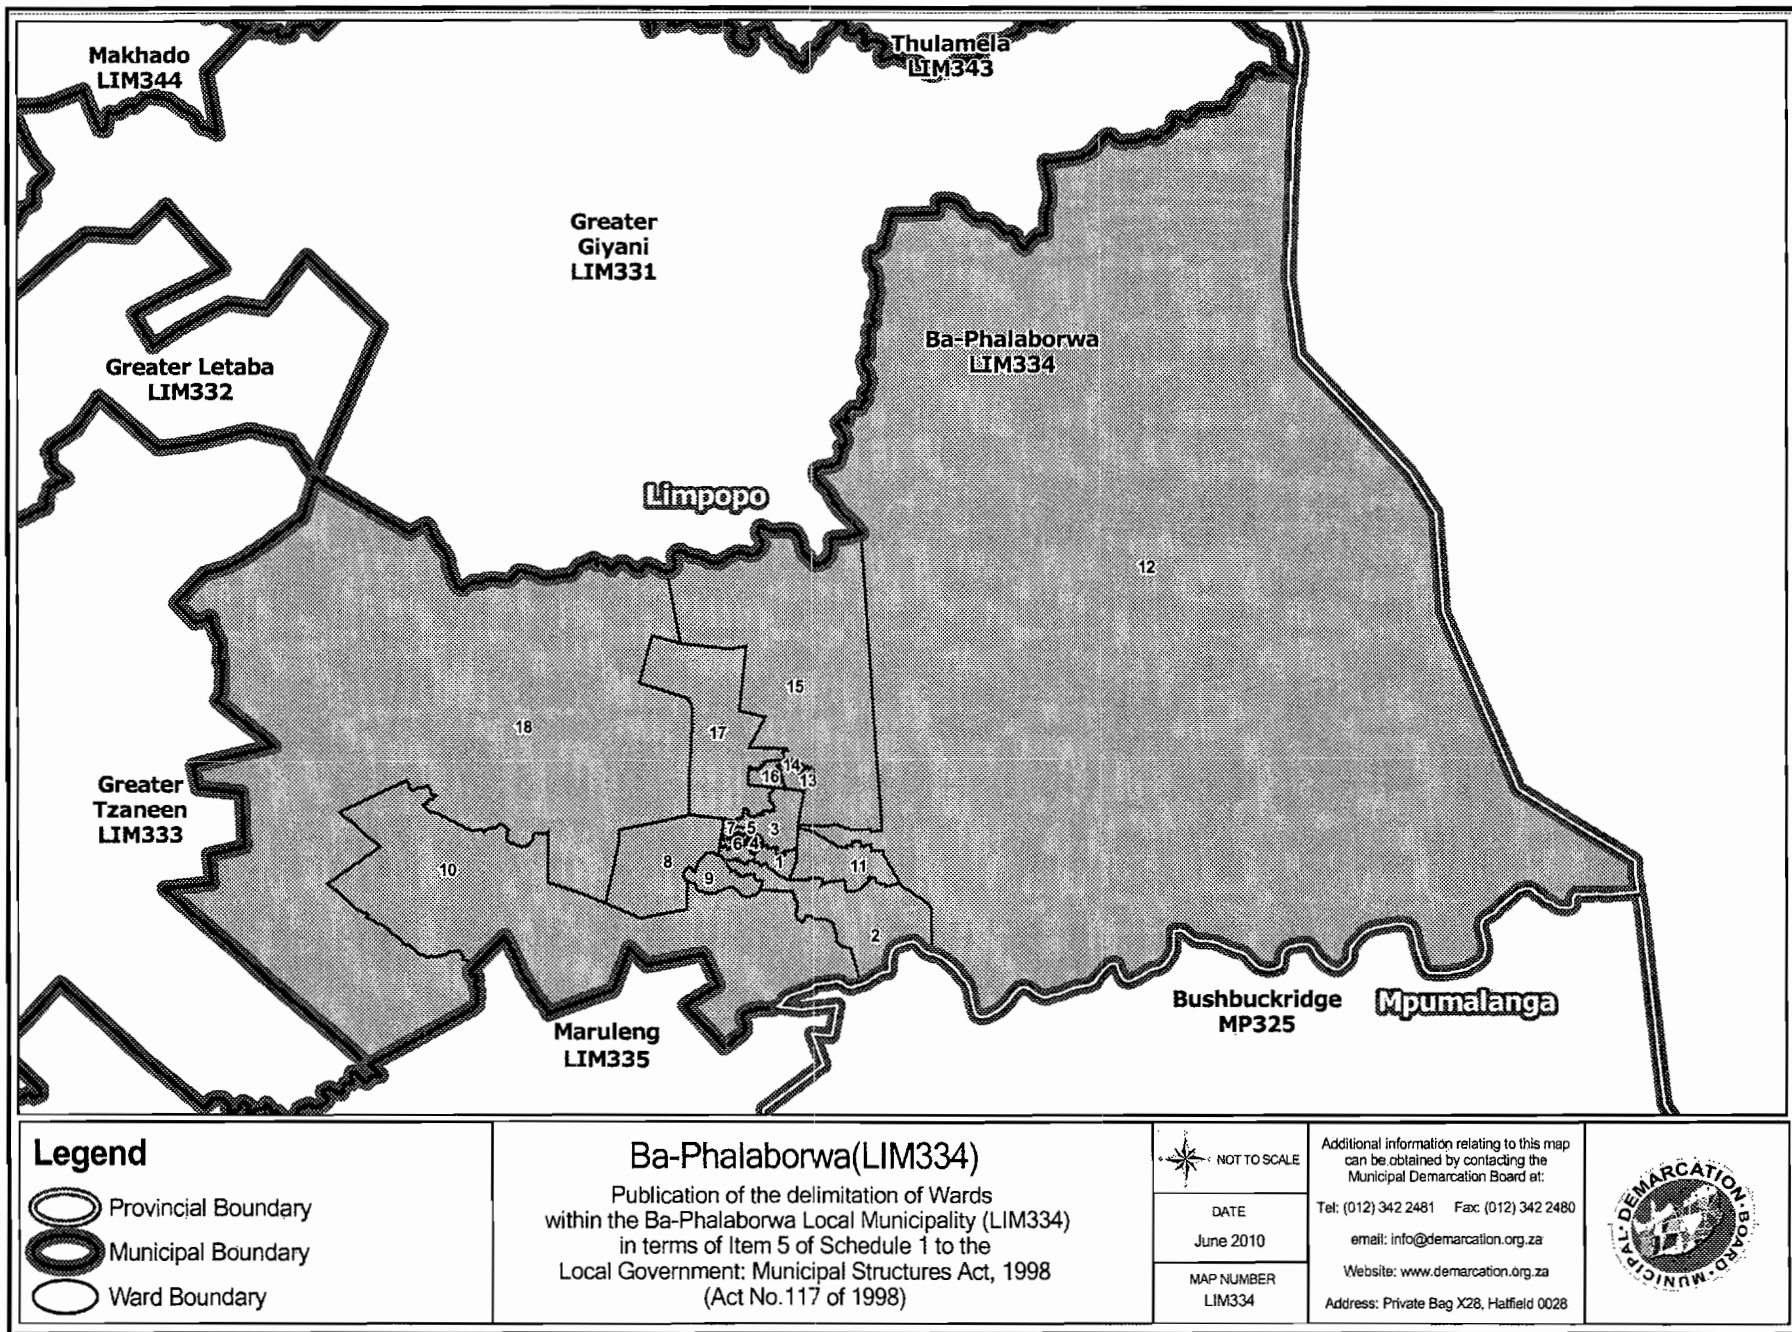 Makhado
LIM344
Thulamela
LIM343
Greater
Giyani
LIM331
Ba-Phalaborwa
LIM334
Greater Letaba
LIM332
Limpopo
12
15
18
17
14
16
13
Greater
Tzaneen
LIM333
7
5
3
6
4
10
8
1
11
9
2
Bushbuckridge
MP325
Mpumalanga
Maruleng
LIM335
Legend
Provincial Boundary
Municipal Boundary
Ward Boundary
Ba-Phalaborwa(LIM334)
Publication of the delimitation of Wards
within the Ba-Phalaborwa Local Municipality (LIM334)
in terms of Item 5 of Schedule 1 to the
Local Government: Municipal Structures Act, 1998
(Act No.117 of 1998)
NOT TO SCALE
DATE
June 2010
MAP NUMBER
LIM334
Additional information relating to this map
can be obtained by contacting the
Municipal Demarcation Board at:
Tel: (012) 342 2481 Fax: (012) 342 2480
email: info@demarcation.org.za
Website: www.demarcation.org.za
Address: Private Bag X28, Hatfield 0028
MUNICIPAL • DEMARCATION • BOARD •